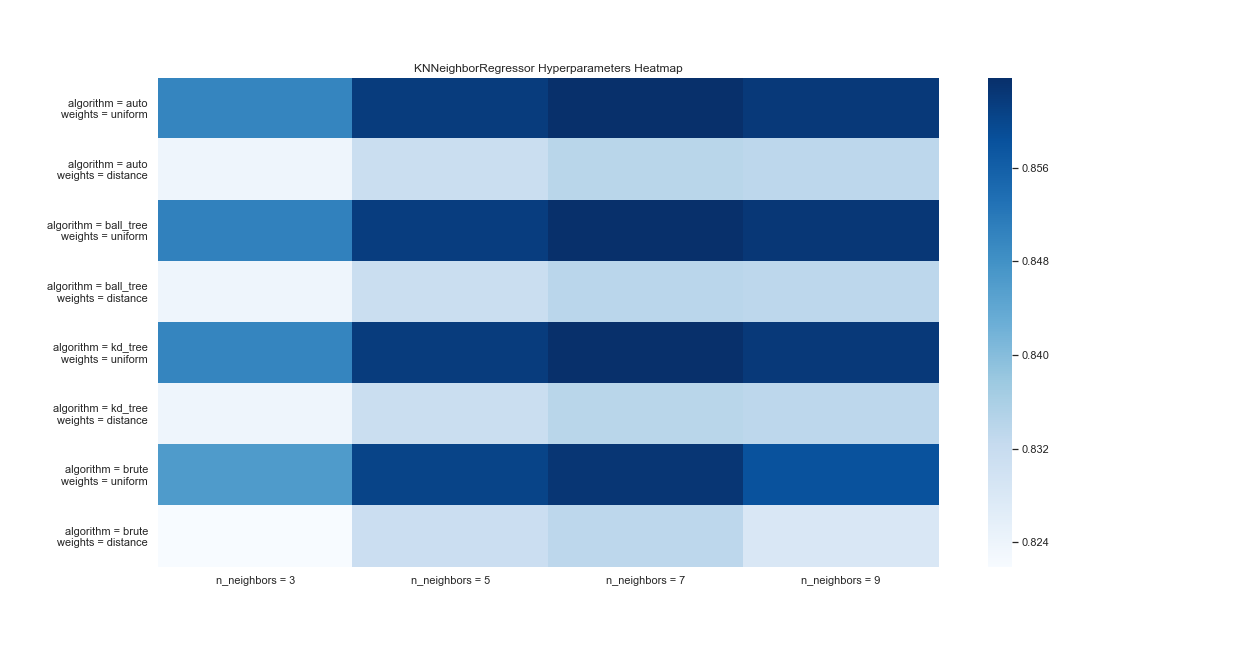 KNNeighborRegressor Hyperparameters Heatmap
algorithm = auto
weights = uniform
algorithm = auto
weights = distance
algorithm = ball_tree
weights = uniform
algorithm = ball_tree
weights = distance
algorithm = kd_tree
weights = uniform
algorithm = kd_tree
weights = distance
algorithm = brute
weights = uniform
algorithm = brute
weights = distance
n_neighbors = 3
n_neighbors = 5
n_neighbors = 7
n_neighbors = 9
0.856
0.848
0.840
0.832
0.824